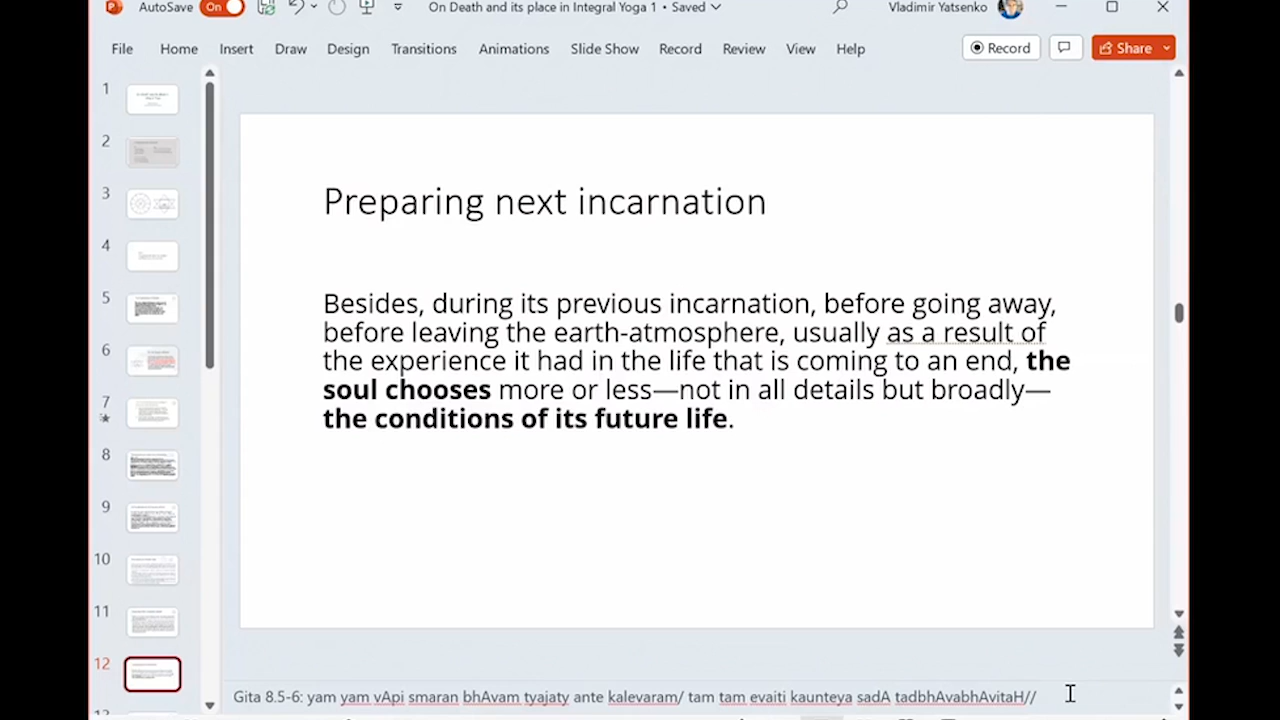 AutoSave On On Death and its place in Integral Yoga 1 • Saved Vladimir Yatsenko
File Home Insert Draw Design Transitions Animations Slide Show Record Review View Help Record Share
1
2
3
4
5
6
7
8
9
10
11
12
Preparing next incarnation
Besides, during its previous incarnation, before going away,
before leaving the earth-atmosphere, usually as a result of
the experience it had in the life that is coming to an end, the
soul chooses more or less—not in all details but broadly—
the conditions of its future life.
Gita 8.5-6: yam yam vApi smaran bhAvam tyajaty ante kalevaram/ tam tam evaiti kaunteya sadA tadbhAvabhAvitaH//